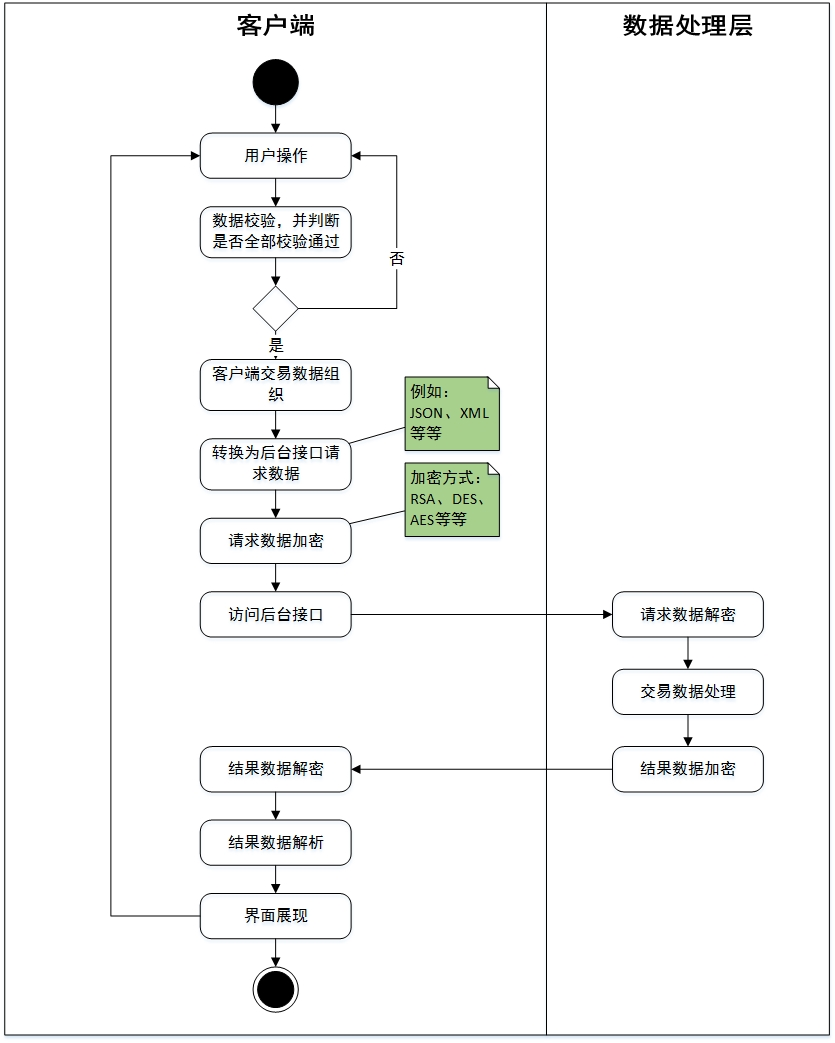 客户端
数据处理层
用户操作
数据校验，并判断
是否全部校验通过
否
是
客户端交易数据组
织
例如：
JSON、XML
等等
转换为后台接口请
求数据
加密方式：
RSA、DES、
AES等等
请求数据加密
访问后台接口
请求数据解密
交易数据处理
结果数据解密
结果数据加密
结果数据解析
界面展现